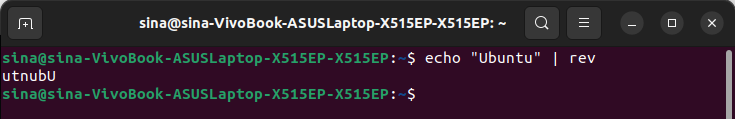 sina@sina-VivoBook-ASUSLaptop-X515EP-X515EP: ~
sina@sina-VivoBook-ASUSLaptop-X515EP-X515EP:~$ echo "Ubuntu" | rev
utnubU
sina@sina-VivoBook-ASUSLaptop-X515EP-X515EP:~$